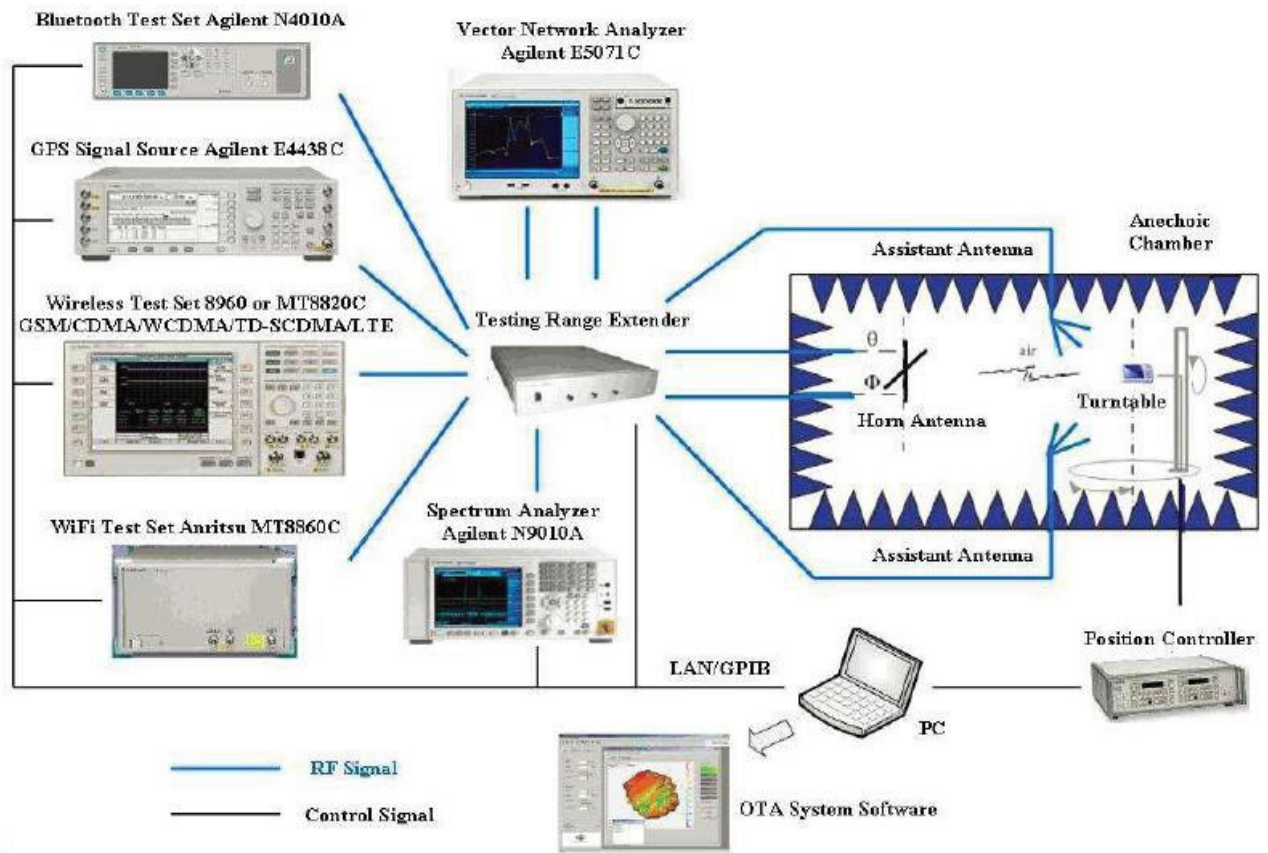 Bluetooth Test Set Agilent N4010A
Vector Network Analyzer
Agilent E5071C
GPS Signal Source Agilent E4438C
Anechoic
Chamber
Assistant Antenna
Wireless Test Set 8960 or MT8820C
GSM/CDMA/WCDMA/TD-SCDMA/LTE
Testing Range Extender
θ
air
Φ
Turntable
Horn Antenna
WiFi Test Set Anritsu MT8860C
Spectrum Analyzer
Agilent N9010A
Assistant Antenna
Position Controller
LAN/GPIB
PC
RF Signal
OTA System Software
Control Signal